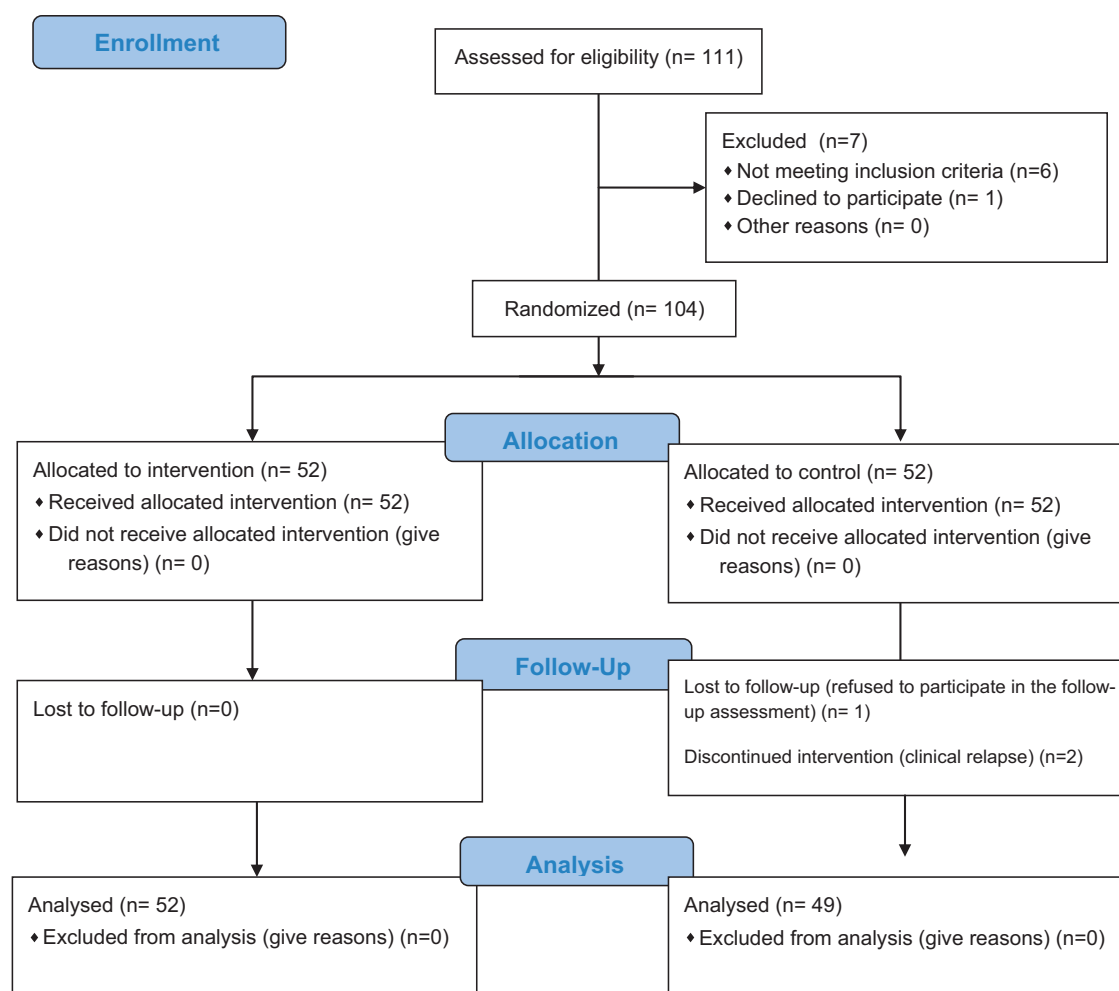 Enrollment
Assessed for eligibility (n= 111)
Excluded (n=7)
♦ Not meeting inclusion criteria (n=6)
♦ Declined to participate (n= 1)
♦ Other reasons (n= 0)
Randomized (n= 104)
Allocation
Allocated to intervention (n= 52)
♦ Received allocated intervention (n= 52)
♦ Did not receive allocated intervention (give
reasons) (n= 0)
Allocated to control (n= 52)
♦ Received allocated intervention (n= 52)
♦ Did not receive allocated intervention (give
reasons) (n= 0)
Follow-Up
Lost to follow-up (n=0)
Lost to follow-up (refused to participate in the follow-
up assessment) (n= 1)
Discontinued intervention (clinical relapse) (n=2)
Analysis
Analysed (n= 52)
♦ Excluded from analysis (give reasons) (n=0)
Analysed (n= 49)
♦ Excluded from analysis (give reasons) (n=0)